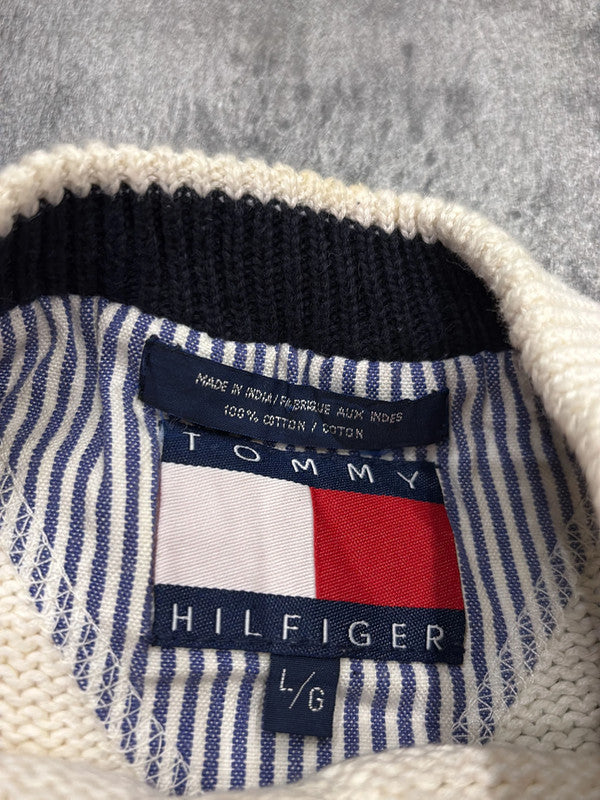 MADE IN INDIA / FABRIQUE AUX INDES
100% COTTON / COTON
TOMMY
HILFIGER
L/G